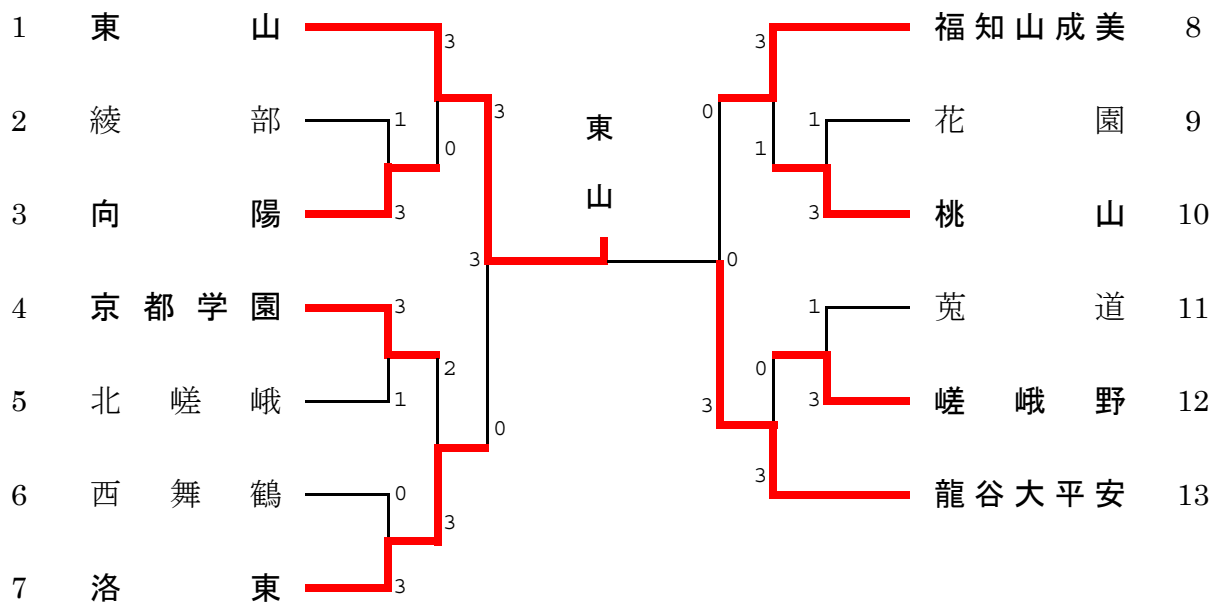 1 東山 3 3 福知山成美 8
3 0
2 綾部 1 東 1 花園 9
0 1
山
3 向陽 3 3 桃山 10
3 0
4 京都学園 3 1 莵道 11
2 0
5 北嵯峨 1 3 3 嵯峨野 12
0
6 西舞鶴 0 3 龍谷大平安 13
3
7 洛東 3